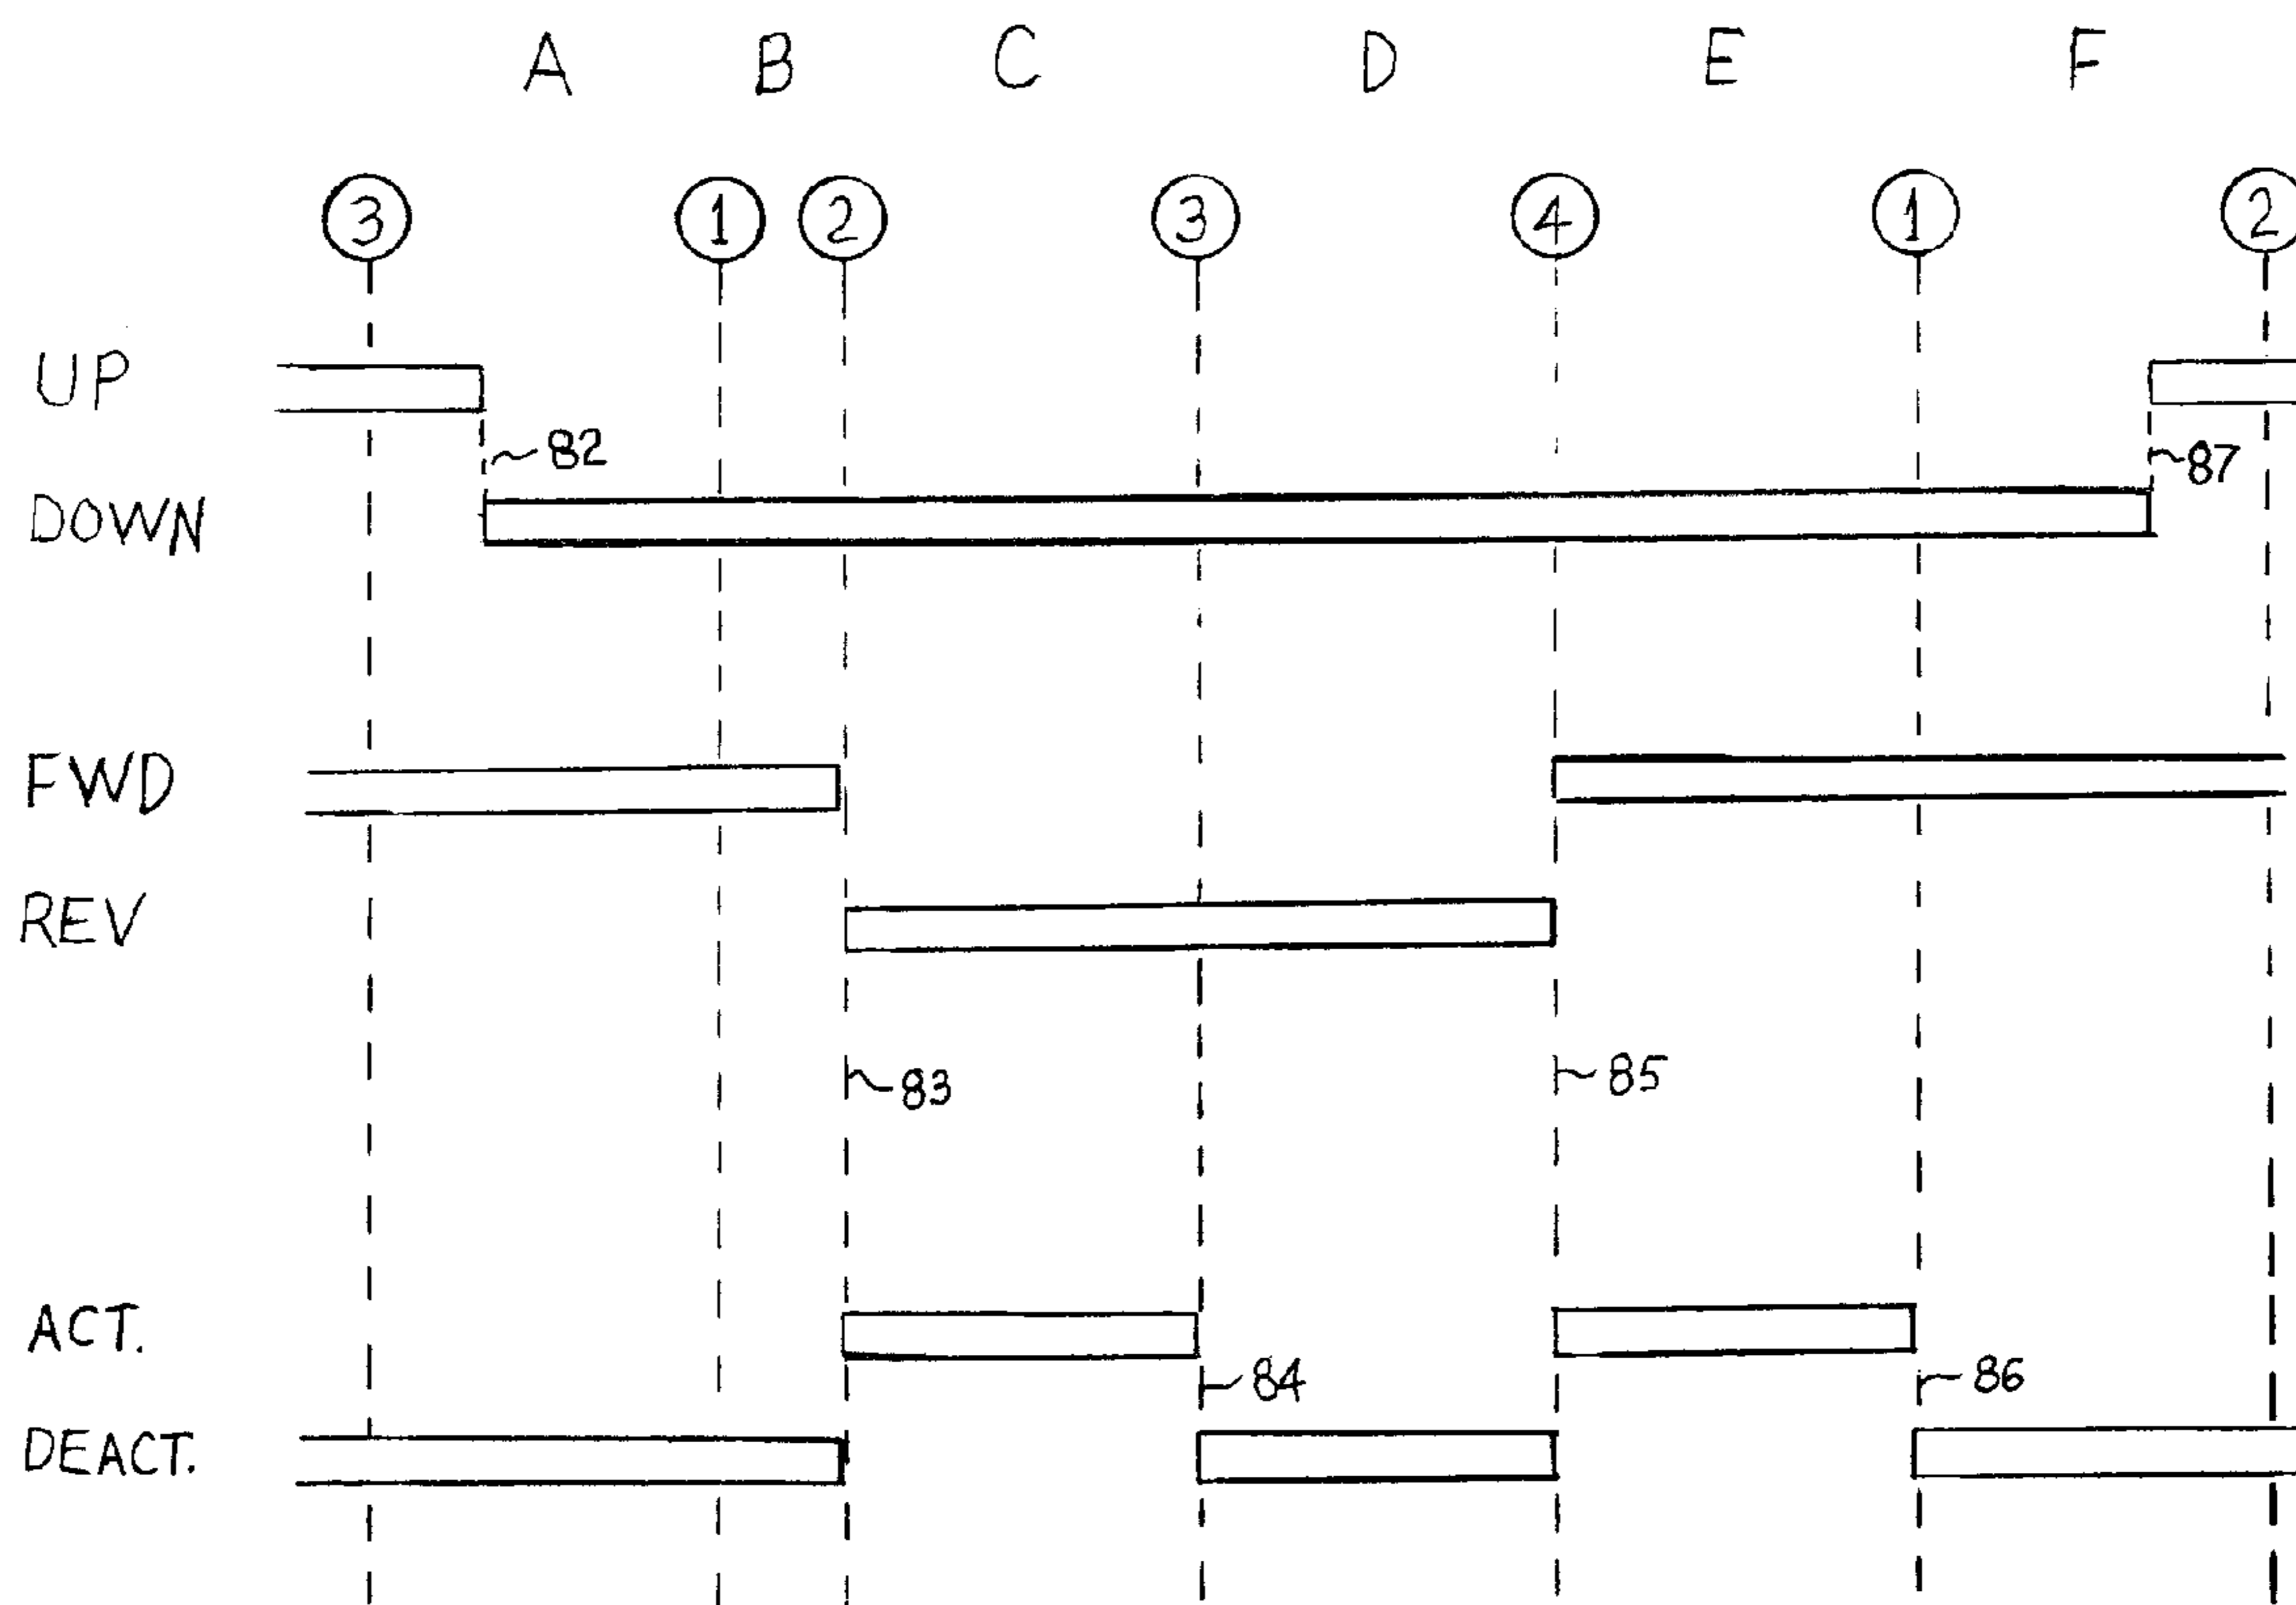 A B C D E F
3 1 2 3 4 1 2
UP
82
87
DOWN
FWD
REV
83
85
ACT.
84
86
DEACT.